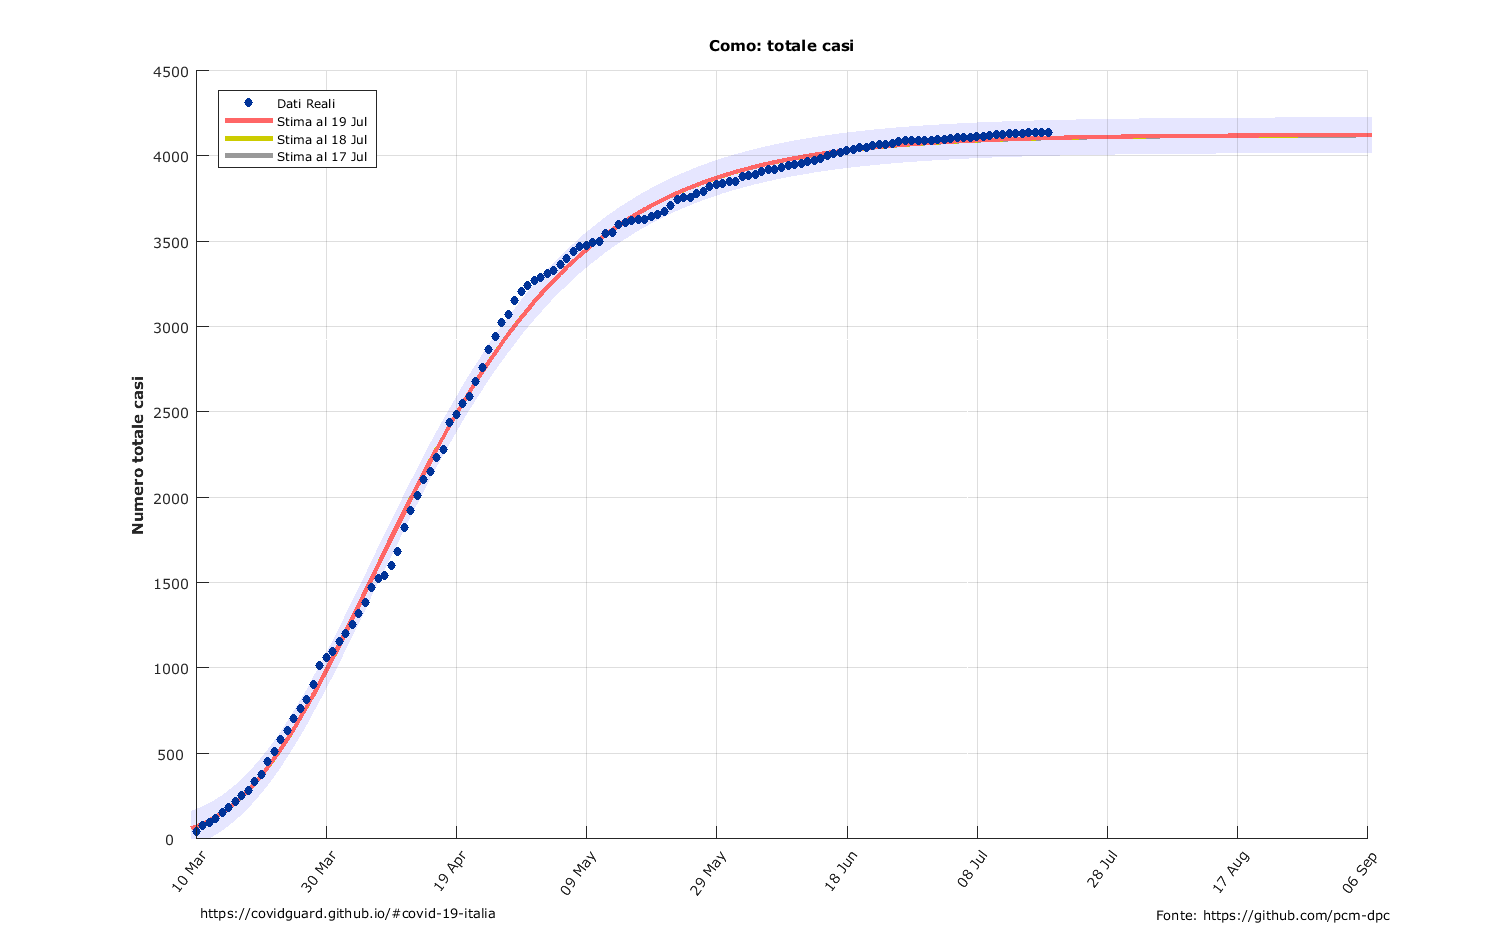 Como: totale casi
4500
4000
3500
3000
2500
2000
1500
1000
500
0
Dati Reali
Stima al 19 Jul
Stima al 18 Jul
Stima al 17 Jul
Numero totale casi
10 Mar
30 Mar
19 Apr
09 May
29 May
18 Jun
08 Jul
28 Jul
17 Aug
06 Sep
https://covidguard.github.io/#covid-19-italia
Fonte: https://github.com/pcm-dpc